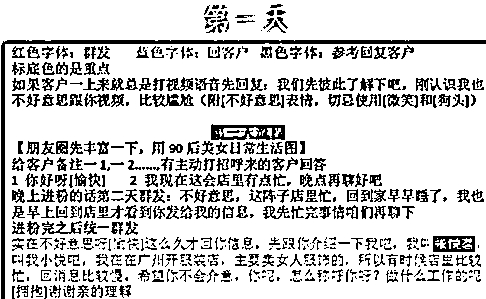 第一天
红色字体：群发 蓝色字体：回客户 黑色字体：参考回复客户
标底色的是重点
如果客户一上来就总是打视频语音先回复：我们先彼此了解下吧，刚认识我也
不好意思跟你视频，比较尴尬（附[不好意思]表情，切忌使用[微笑]和[狗头]）
【朋友圈先丰富一下，用90后美女日常生活图】
给客户备注一1,一2.......有主动打招呼来的客户回答
1 你好呀[愉快] 2 我现在这会店里有点忙，晚点再聊好吧
晚上进粉的话第二天群发：不好意思，这阵子店里忙，回到家早早睡了，我也
是早上回到店里才看到你发给我的信息，我先忙完事情咱们再聊下
进粉完之后统一群发
实在不好意思呀[愉快]这么久才回你信息，先跟你介绍一下我吧，我叫
叫我小悦吧，我在在广州开服装店，主要卖女人服饰的，所以有时候店里比较
忙，回消息比较慢，希望你不会介意，你呢，怎么称呼你呀？做什么工作的呢
[拥抱]谢谢亲的理解